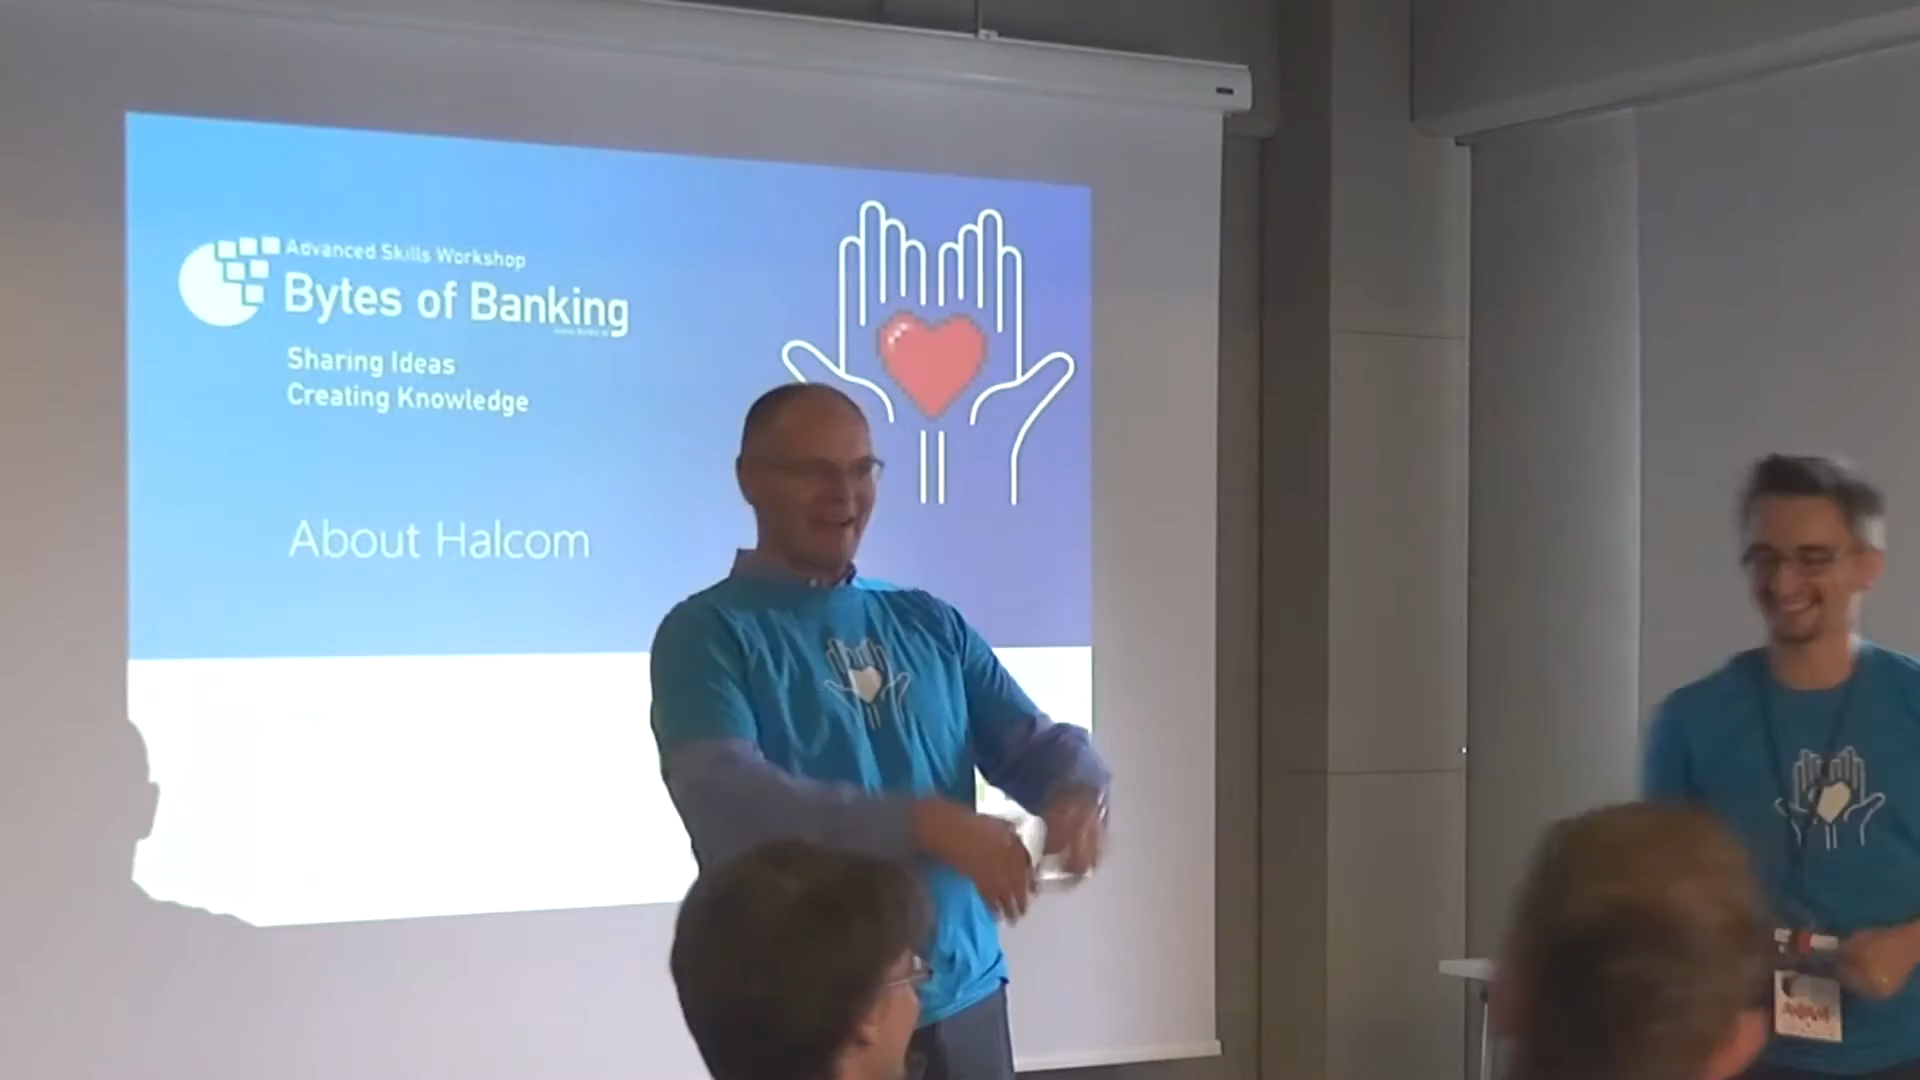 Advanced Skills Workshop
Bytes of Banking
Sharing Ideas
Creating Knowledge
About Halcom